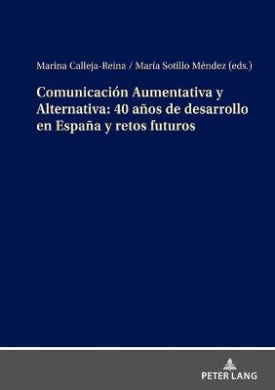 Marina Calleja-Reina / María Sotillo Méndez (eds.)
Comunicación Aumentativa y
Alternativa: 40 años de desarrollo
en España y retos futuros
PETER LANG